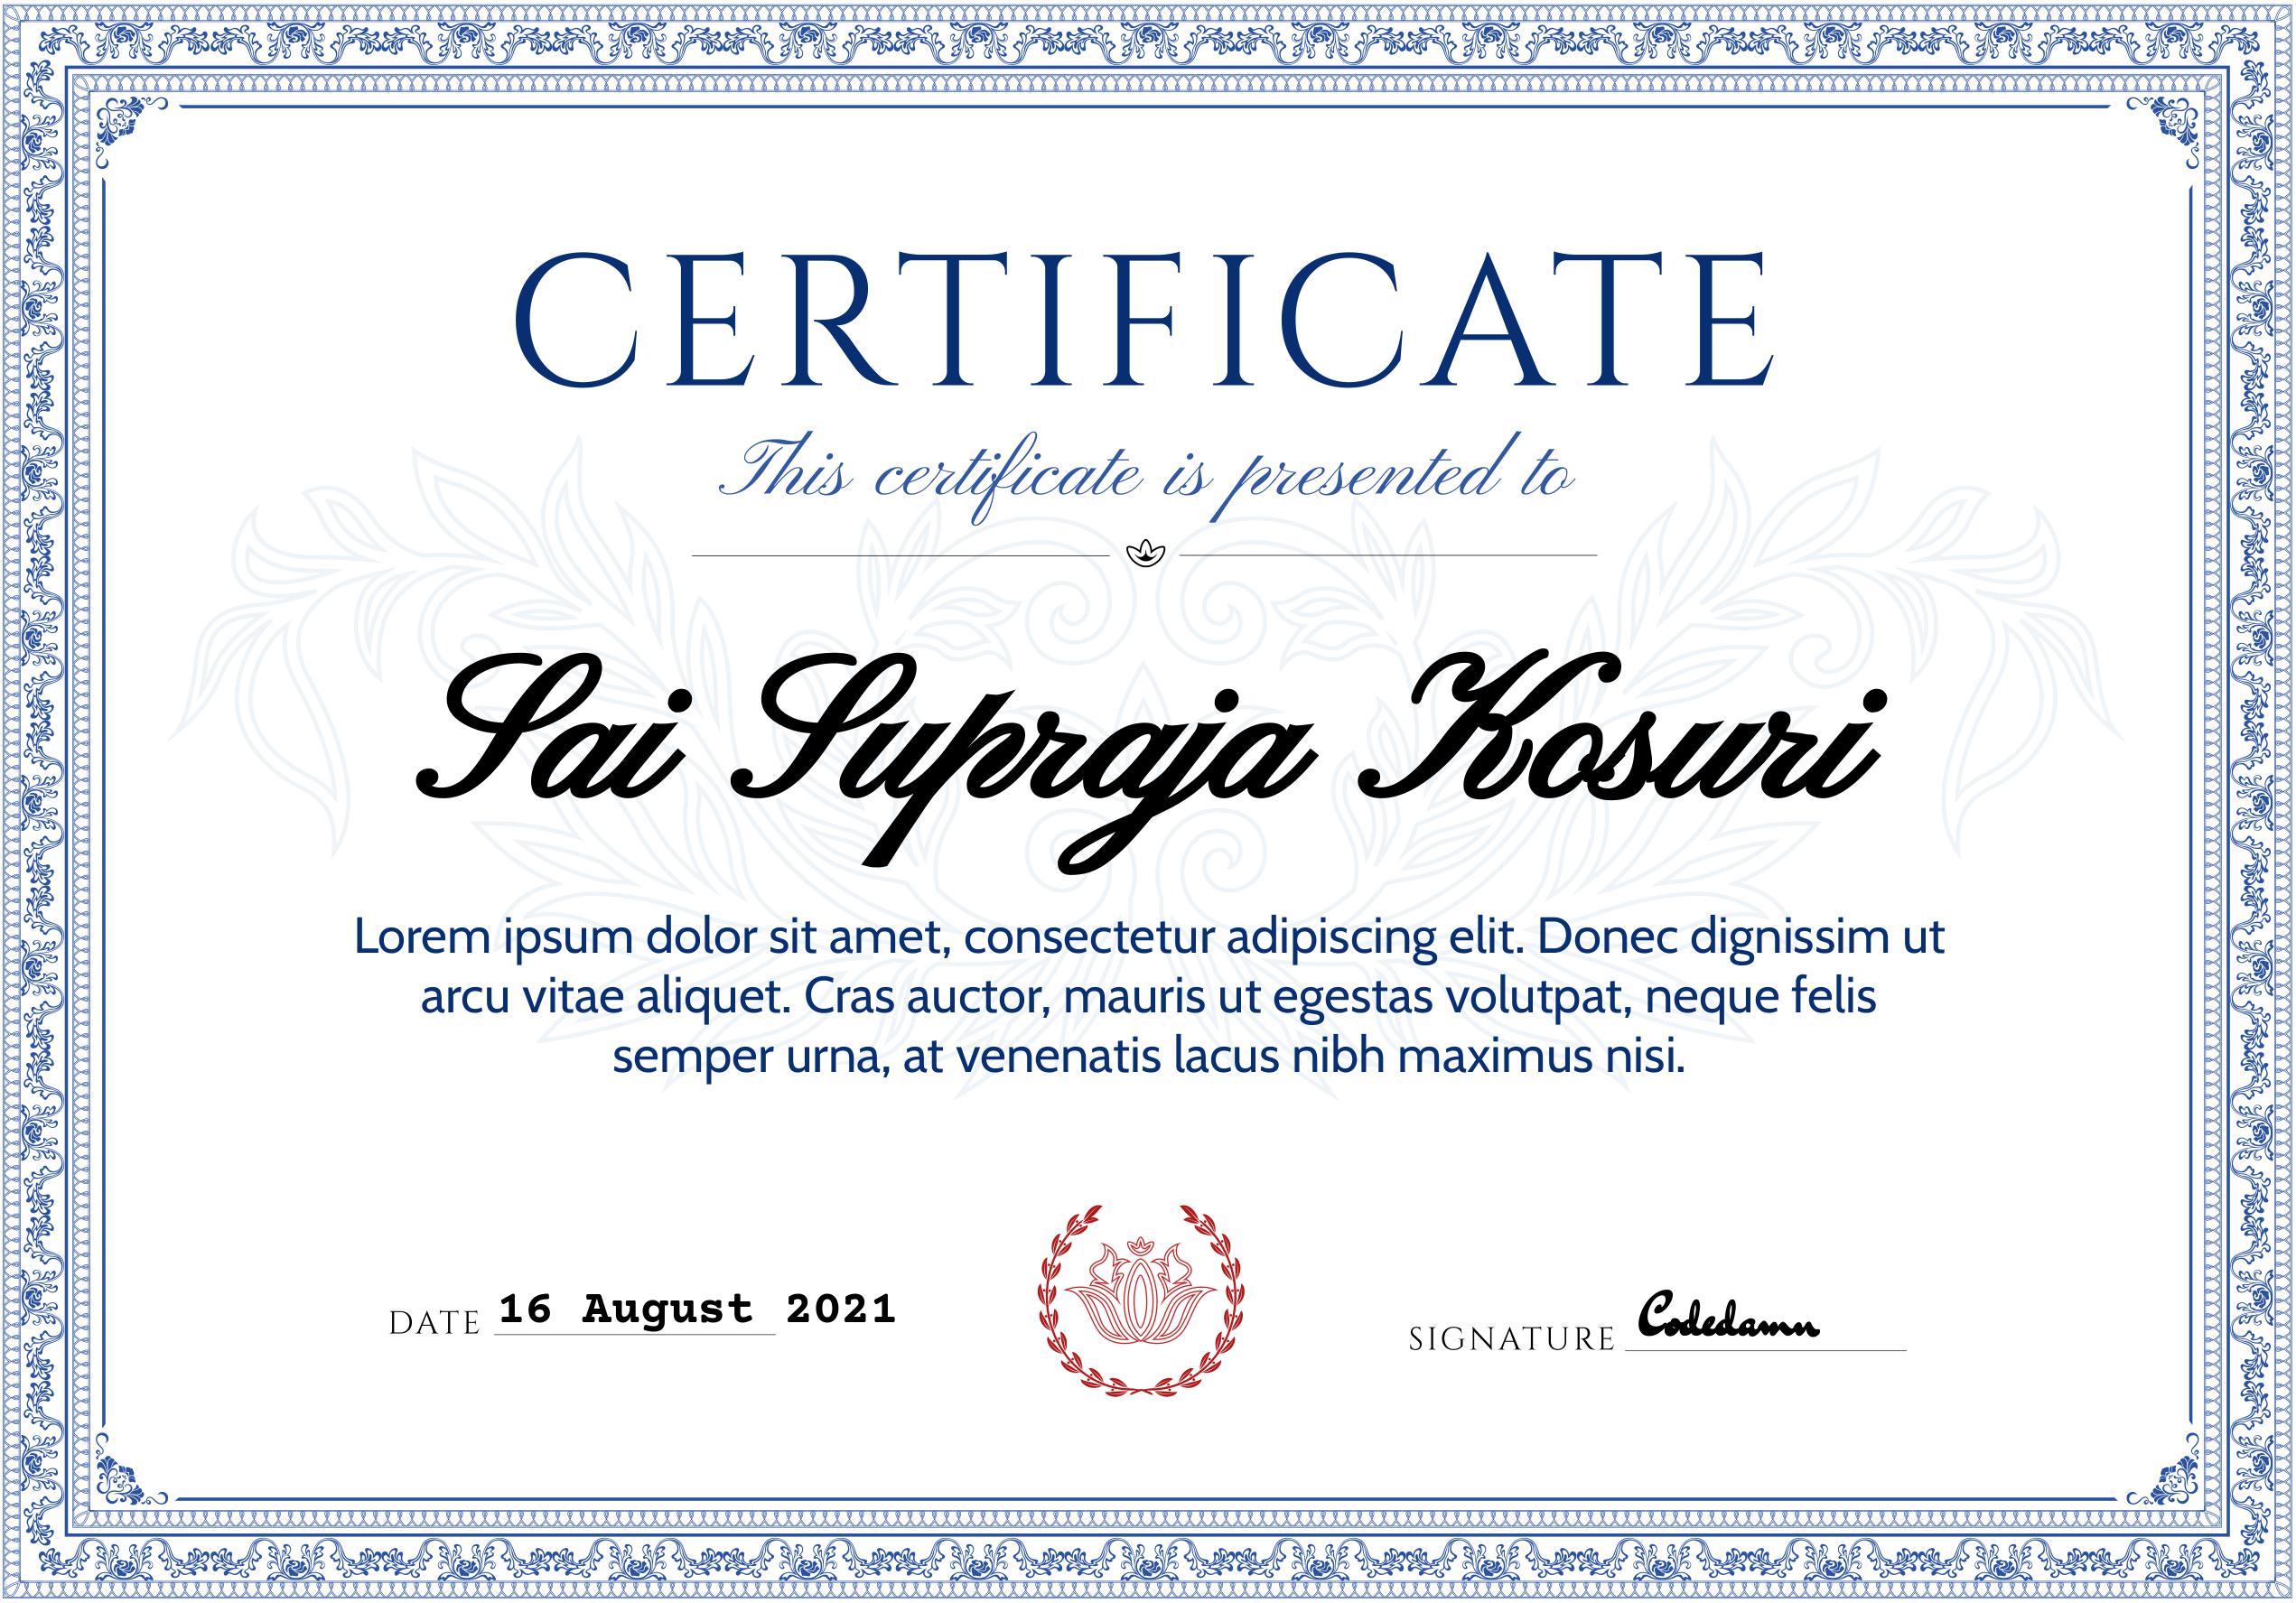 CERTIFICATE
This certificate is presented to
Sai Supraja Kosuri
Lorem ipsum dolor sit amet, consectetur adipiscing elit. Donec dignissim ut
arcu vitae aliquet. Cras auctor, mauris ut egestas volutpat, neque felis
semper urna, at venenatis lacus nibh maximus nisi.
DATE 16 August 2021
SIGNATURE Codedamn